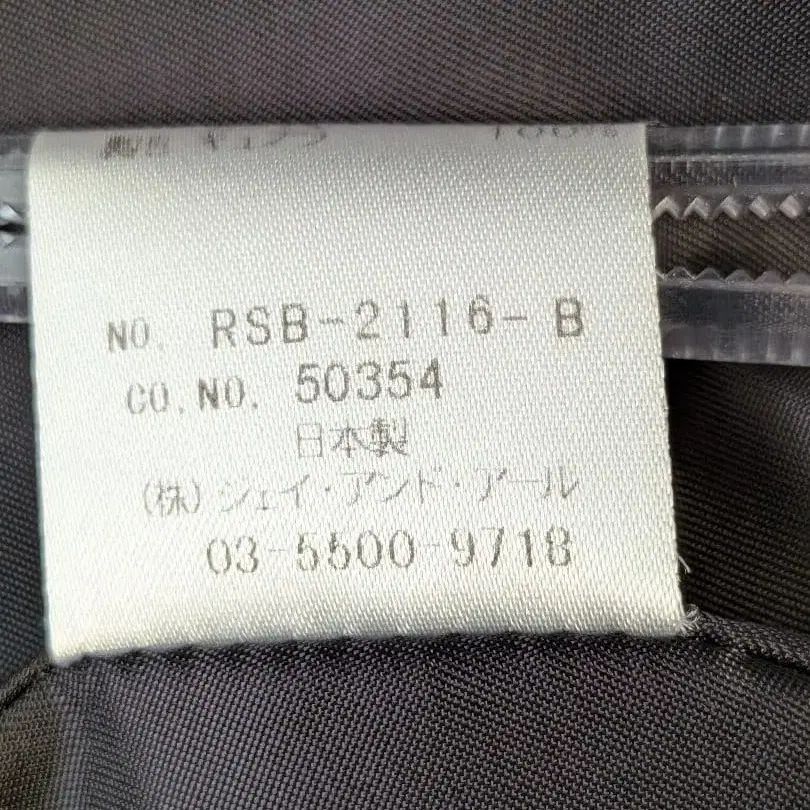 100%
NO. RSB-2116-B
CO.NO. 50354
日本製
(株)ジェイ・アンド・アール
03-5500-9718